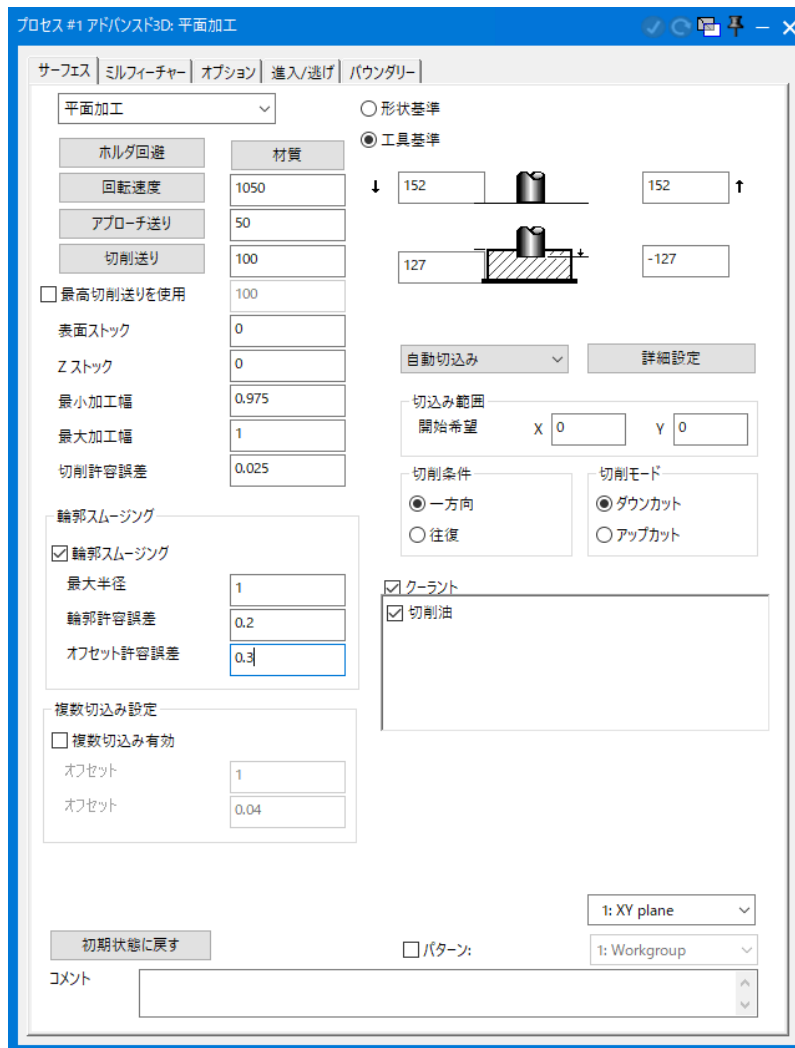 プロセス #1 アドバンスド3D: 平面加工
サーフェス ミルフィーチャー オプション 進入/逃げ バウンダリー
平面加工
形状基準
工具基準
ホルダ回避 材質
回転速度 1050
152 152
アプローチ送り 50
切削送り 100
127 -127
最高切削送りを使用 100
表面ストック 0
Z ストック 0
自動切込み 詳細設定
最小加工幅 0.975
切込み範囲
開始希望 X 0 Y 0
最大加工幅 1
切削許容誤差 0.025
切削条件 切削モード
一方向 ダウンカット
往復 アップカット
輪郭スムージング
輪郭スムージング
最大半径 1
輪郭許容誤差 0.2
オフセット許容誤差 0.3
クーラント
切削油
複数切込み設定
複数切込み有効
オフセット 1
オフセット 0.04
1: XY plane
初期状態に戻す
パターン: 1: Workgroup
コメント